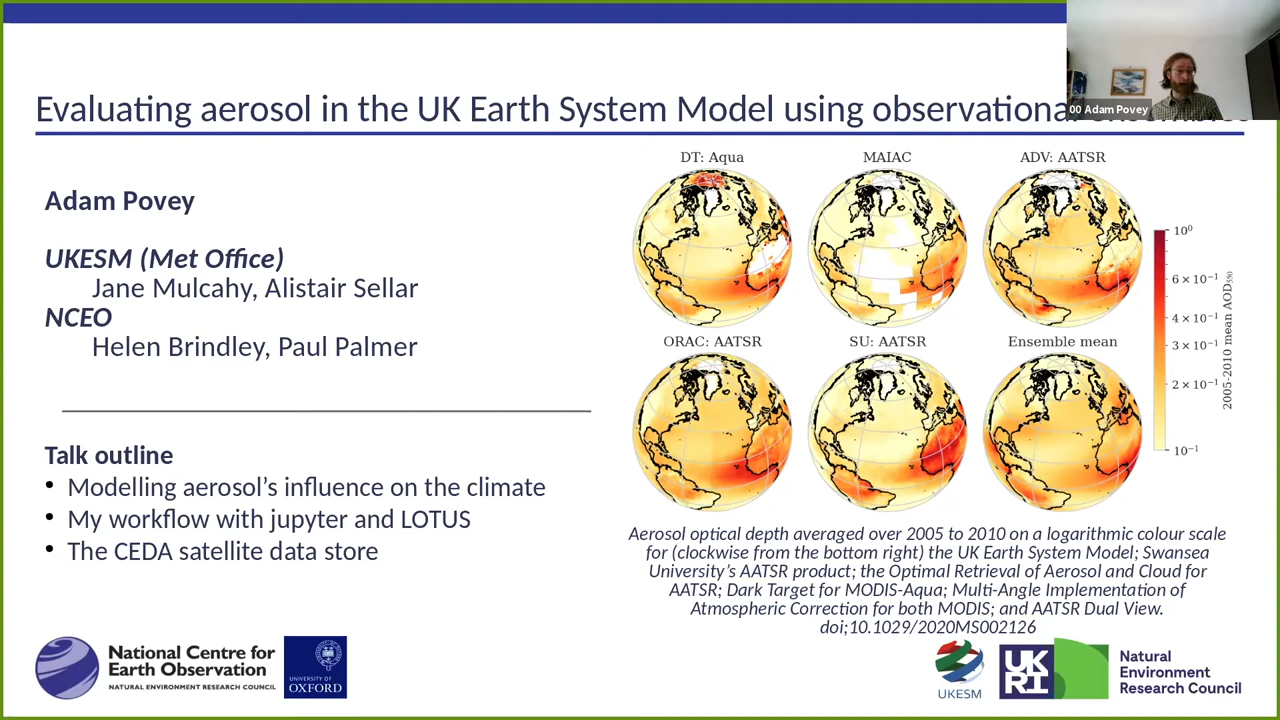 Evaluating aerosol in the UK Earth System Model using observational
00 Adam Povey
Adam Povey
UKESM (Met Office)
Jane Mulcahy, Alistair Sellar
NCEO
Helen Brindley, Paul Palmer
Talk outline
• Modelling aerosol's influence on the climate
• My workflow with jupyter and LOTUS
• The CEDA satellite data store
DT: Aqua
MAIAC
ADV: AATSR
ORAC: AATSR
SU: AATSR
Ensemble mean
10⁰
6 × 10⁻¹
4 × 10⁻¹
3 × 10⁻¹
2 × 10⁻¹
10⁻¹
2005-2010 mean AOD₅₅₀
Aerosol optical depth averaged over 2005 to 2010 on a logarithmic colour scale
for (clockwise from the bottom right) the UK Earth System Model; Swansea
University's AATSR product; the Optimal Retrieval of Aerosol and Cloud for
AATSR; Dark Target for MODIS-Aqua; Multi-Angle Implementation of
Atmospheric Correction for both MODIS; and AATSR Dual View.
doi;10.1029/2020MS002126
National Centre for
Earth Observation
NATURAL ENVIRONMENT RESEARCH COUNCIL
UNIVERSITY OF
OXFORD
UKESM
UK
RI
Natural
Environment
Research Council